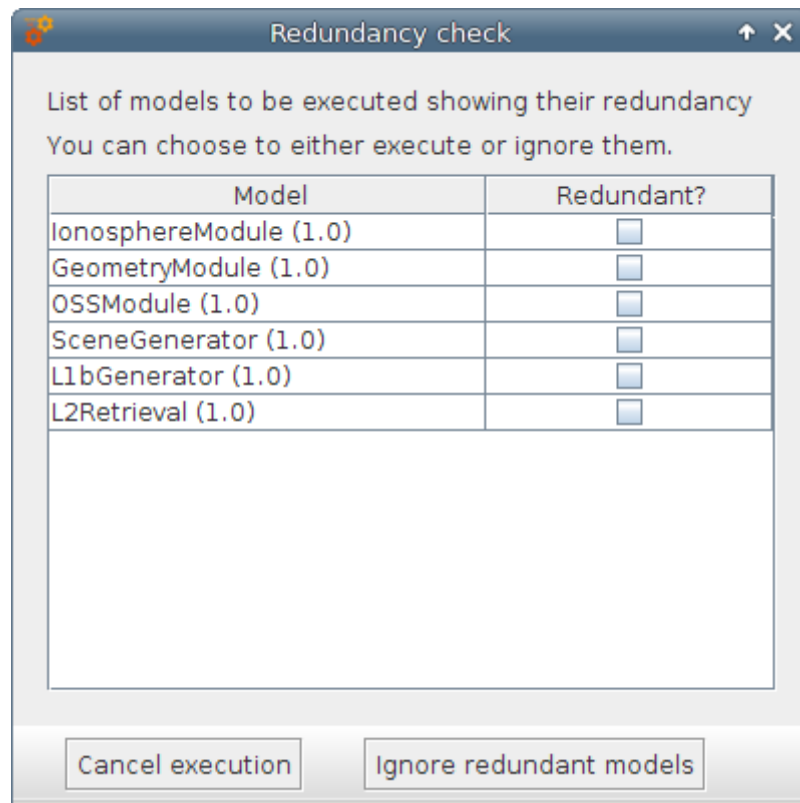 Redundancy check
List of models to be executed showing their redundancy
You can choose to either execute or ignore them.
Model Redundant?
IonosphereModule (1.0)
GeometryModule (1.0)
OSSModule (1.0)
SceneGenerator (1.0)
L1bGenerator (1.0)
L2Retrieval (1.0)
Cancel execution Ignore redundant models